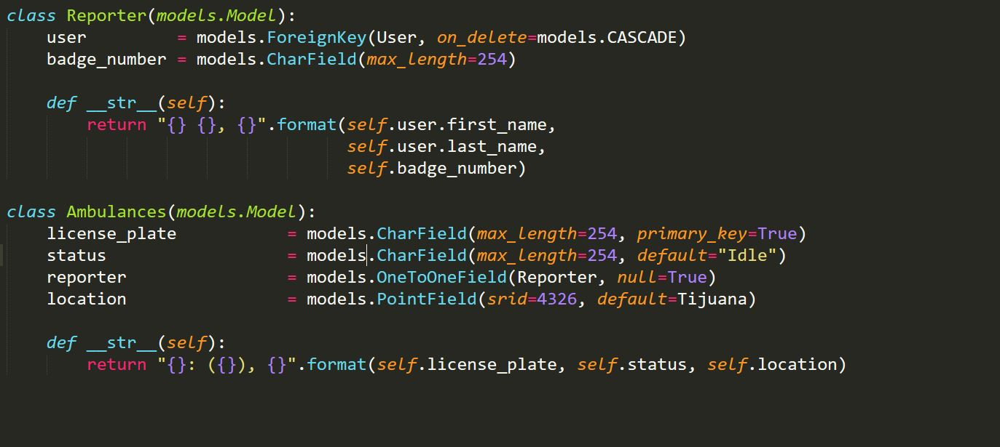 class Reporter(models.Model):
    user         = models.ForeignKey(User, on_delete=models.CASCADE)
    badge_number = models.CharField(max_length=254)
    def __str__(self):
        return "{} {}, {}".format(self.user.first_name,
                                  self.user.last_name,
                                  self.badge_number)
class Ambulances(models.Model):
    license_plate           = models.CharField(max_length=254, primary_key=True)
    status                  = models.CharField(max_length=254, default="Idle")
    reporter                = models.OneToOneField(Reporter, null=True)
    location                = models.PointField(srid=4326, default=Tijuana)
    def __str__(self):
        return "{}: ({}), {}".format(self.license_plate, self.status, self.location)